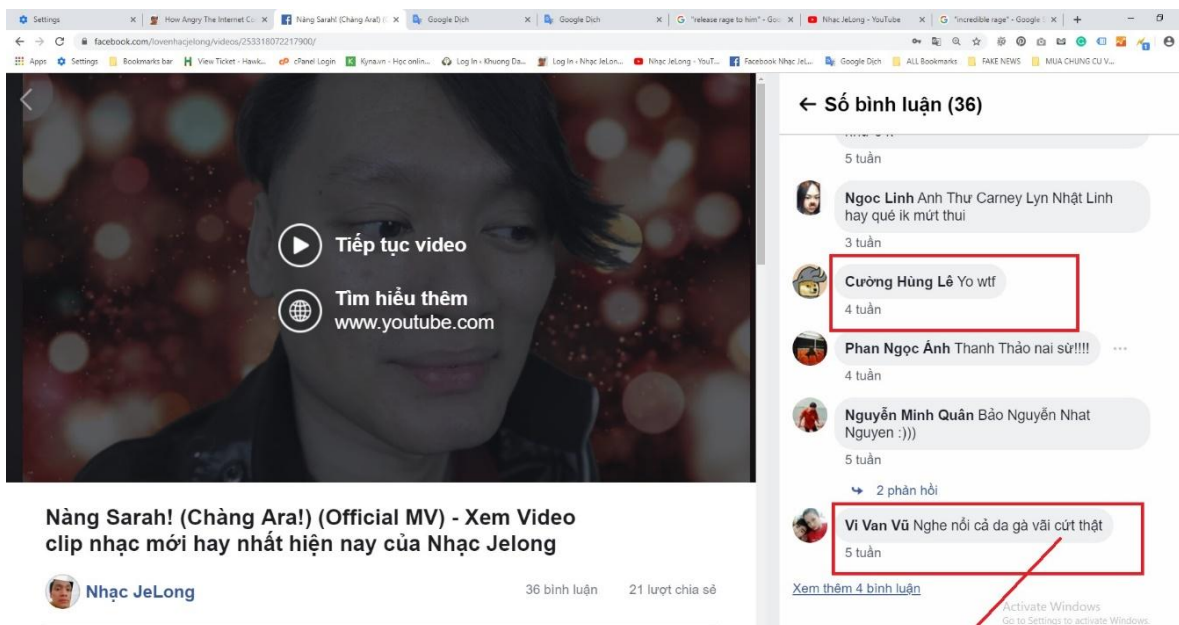 Settings
How Angry The Internet Co
Nàng Sarah! (Chàng Ara!) (
Google Dịch
Google Dịch
"release rage to him" - Goo
Nhạc JeLong - YouTube
"incredible rage" - Google
facebook.com/lovenhacjelong/videos/253318072217900/
Apps
Settings
Bookmarks bar
View Ticket - Hawk...
cPanel Login
Kyna.vn - Học onlin...
Log In ‹ Khuong Da...
Log In ‹ Nhạc JeLon...
Nhạc JeLong - YouT...
Facebook Nhạc JeL...
Google Dịch
ALL Bookmarks
FAKE NEWS
MUA CHUNG CU V...
Tiếp tục video
Tìm hiểu thêm
www.youtube.com
Nàng Sarah! (Chàng Ara!) (Official MV) - Xem Video
clip nhạc mới hay nhất hiện nay của Nhạc Jelong
Nhạc JeLong
36 bình luận
21 lượt chia sẻ
← Số bình luận (36)
5 tuần
Ngoc Linh Anh Thư Carney Lyn Nhật Linh
hay qué ik mứt thui
3 tuần
Cường Hùng Lê Yo wtf
4 tuần
Phan Ngọc Ánh Thanh Thảo nai sừ!!!!
4 tuần
Nguyễn Minh Quân Bảo Nguyễn Nhat
Nguyen :)))
5 tuần
2 phản hồi
Vi Van Vũ Nghe nổi cả da gà vãi cứt thật
5 tuần
Xem thêm 4 bình luận
Activate Windows
Go to Settings to activate Windows.